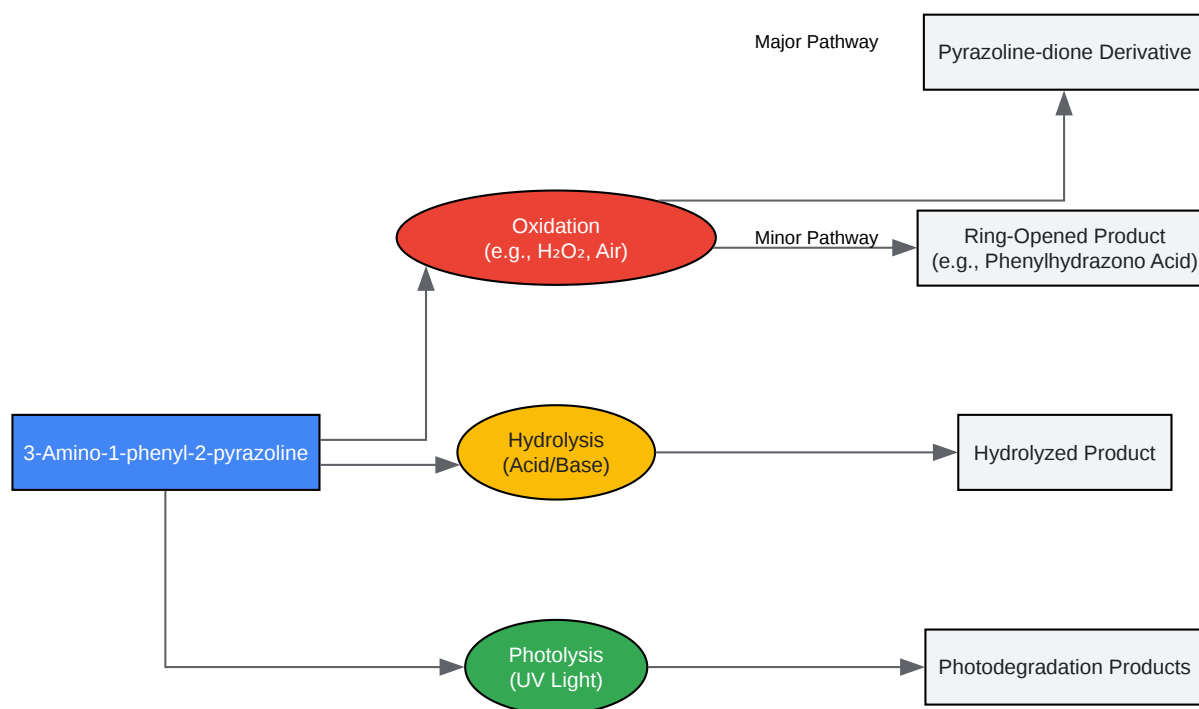 Major Pathway
Pyrazoline-dione Derivative
Oxidation
(e.g., H₂O₂, Air)
Minor Pathway
Ring-Opened Product
(e.g., Phenylhydrazono Acid)
3-Amino-1-phenyl-2-pyrazoline
Hydrolysis
(Acid/Base)
Hydrolyzed Product
Photolysis
(UV Light)
Photodegradation Products